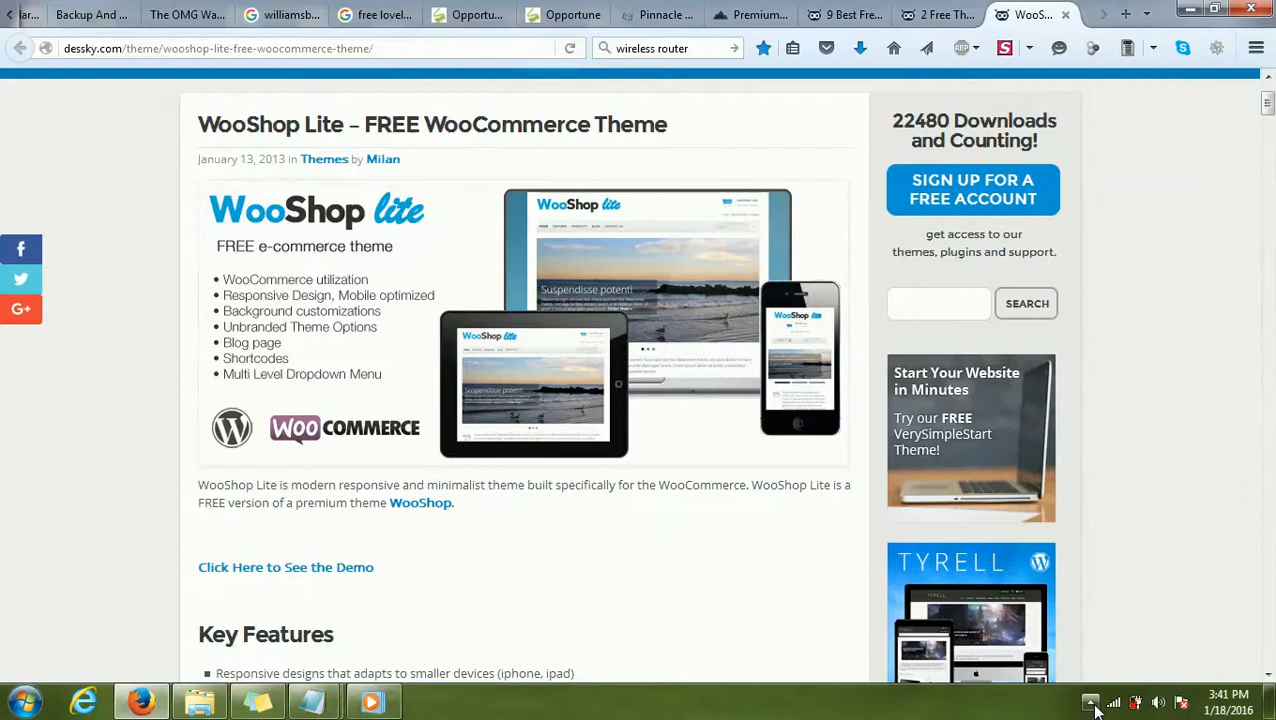 Backup And
The OMG Wa...
williambo...
free lovel...
Opportu...
Opportune
Pinnacle ...
Premium...
9 Best Fre...
2 Free Th...
WooS...
dessky.com/theme/wooshop-lite-free-woocommerce-theme/
wireless router
ABP
S
WooShop Lite – FREE WooCommerce Theme
January 13, 2013 in Themes by Milan
WooShop lite
FREE e-commerce theme
• WooCommerce utilization
• Responsive Design, Mobile optimized
• Background customizations
• Unbranded Theme Options
• Blog page
• Shortcodes
• Multi Level Dropdown Menu
WOO COMMERCE
WooShop lite
Suspendisse potenti
WooShop lite
Suspendisse potenti
WooShop lite
WooShop Lite is modern responsive and minimalist theme built specifically for the WooCommerce. WooShop Lite is a
FREE version of a premium theme WooShop.
Click Here to See the Demo
Key Features
Responsive designs that adapts to smaller devices (iphone, ipad)
22480 Downloads
and Counting!
SIGN UP FOR A
FREE ACCOUNT
get access to our
themes, plugins and support.
SEARCH
Start Your Website
in Minutes
Try our FREE
VerySimpleStart
Theme!
TYRELL
3:41 PM
1/18/2016